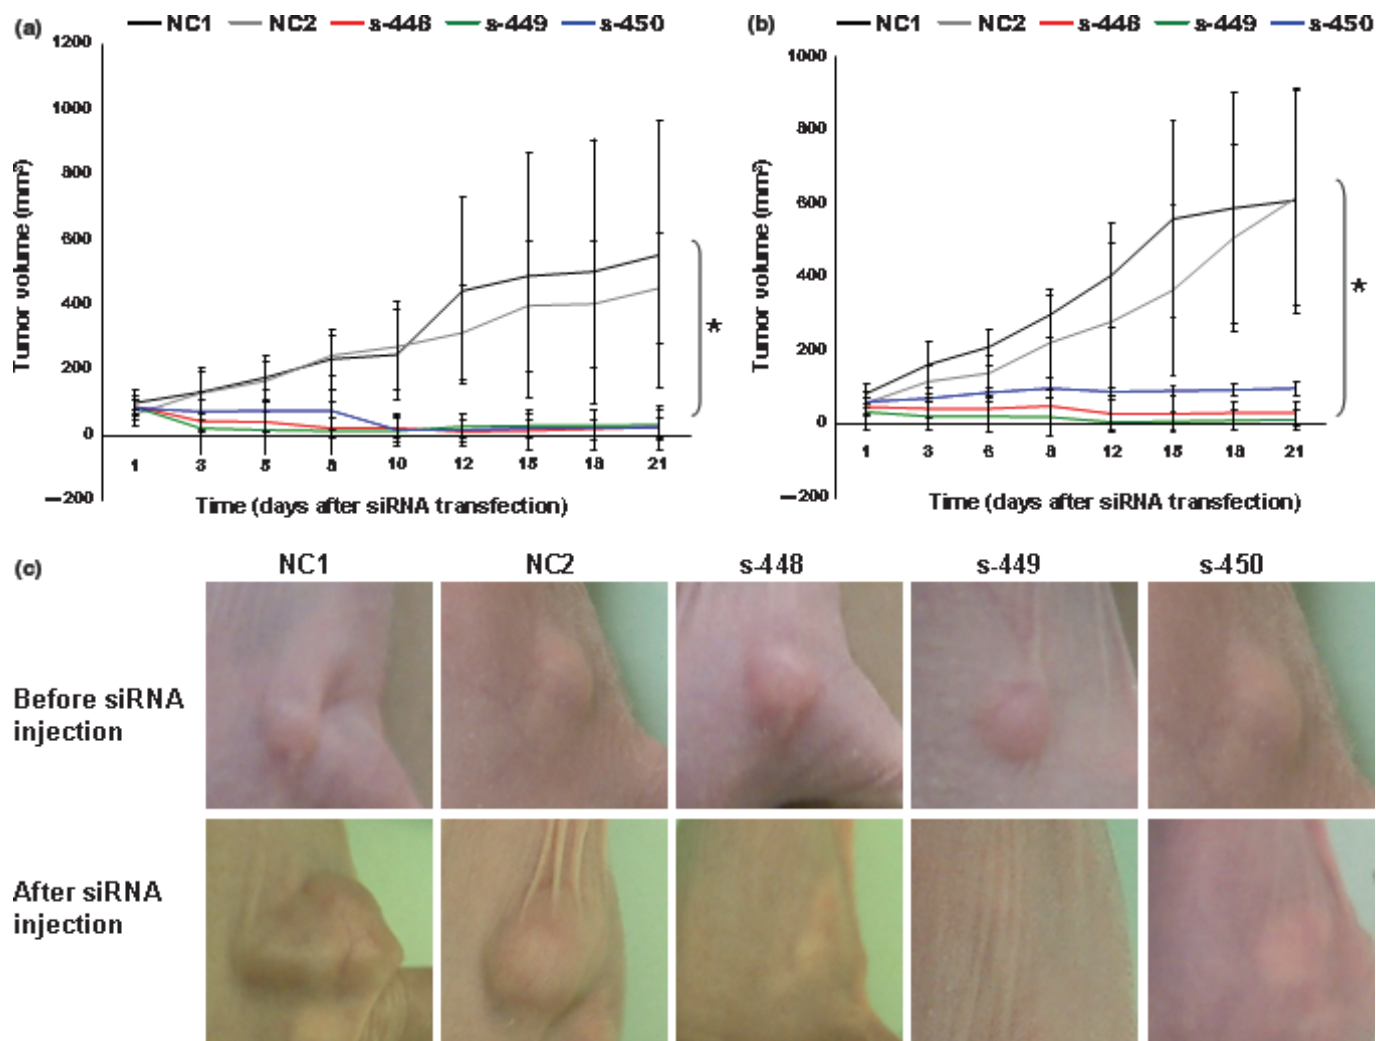 (a) NC1 NC2 s-448 s-449 s-450
1200
1000
800
600
400
200
0
−200
Tumor volume (mm³)
1 3 5 8 10 12 15 18 21
Time (days after siRNA transfection)
*
(b) NC1 NC2 s-448 s-449 s-450
1000
800
600
400
200
0
−200
Tumor volume (mm³)
1 3 6 8 12 15 18 21
Time (days after siRNA transfection)
*
(c) NC1 NC2 s-448 s-449 s-450
Before siRNA
injection
After siRNA
injection